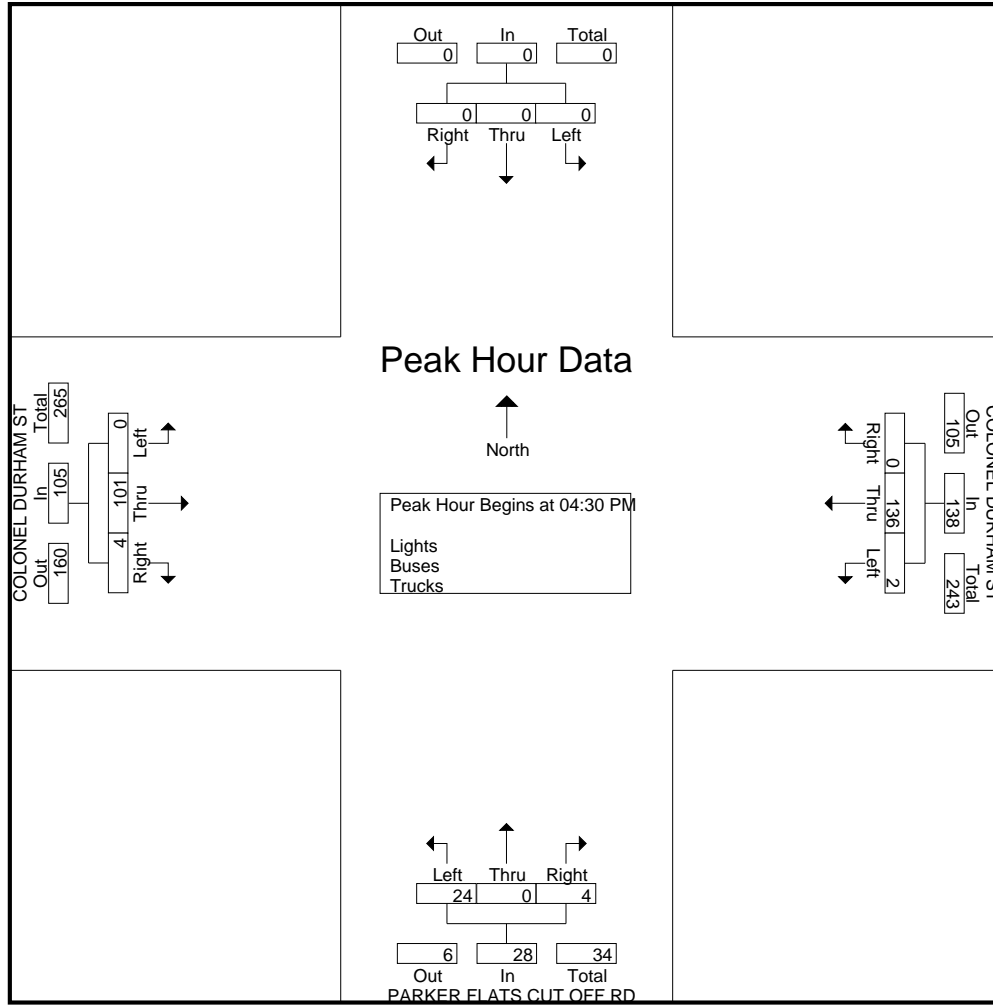 Out In Total
0 0 0
0 0 0
Right Thru Left
Peak Hour Data
North
Peak Hour Begins at 04:30 PM
Lights
Buses
Trucks
COLONEL DURHAM ST
Out In Total
160 105 265
Right Thru Left
4 101 0
COLONEL DURHAM ST
Out In Total
105 138 243
Right Thru Left
0 136 2
Left Thru Right
24 0 4
6 28 34
Out In Total
PARKER FLATS CUT OFF RD